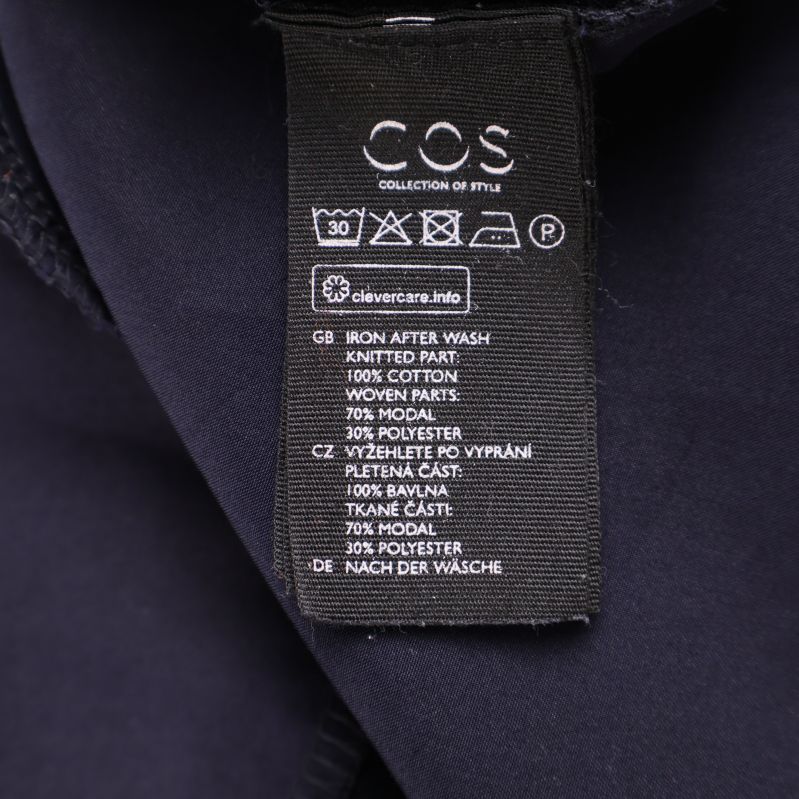 COS
COLLECTION OF STYLE
30 P
clevercare.info
GB IRON AFTER WASH
KNITTED PART:
100% COTTON
WOVEN PARTS:
70% MODAL
30% POLYESTER
CZ VYŽEHLETE PO VYPRÁNÍ
PLETENÁ ČÁST:
100% BAVLNA
TKANÉ ČÁSTI:
70% MODAL
30% POLYESTER
DE NACH DER WÄSCHE